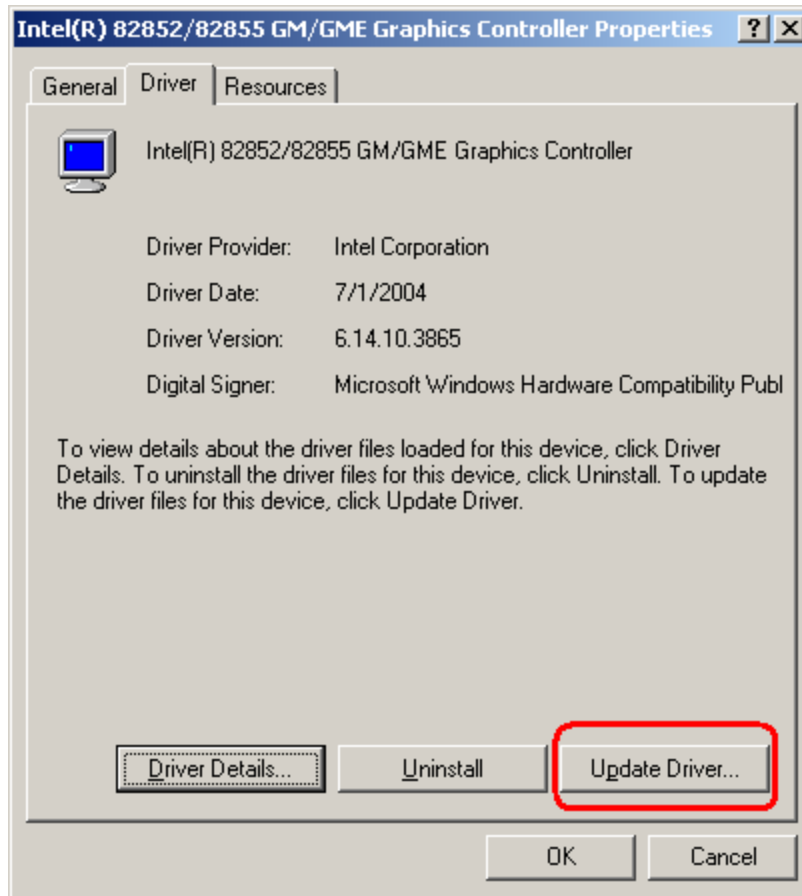 Intel(R) 82852/82855 GM/GME Graphics Controller Properties
General Driver Resources
Intel(R) 82852/82855 GM/GME Graphics Controller
Driver Provider: Intel Corporation
Driver Date: 7/1/2004
Driver Version: 6.14.10.3865
Digital Signer: Microsoft Windows Hardware Compatibility Publ
To view details about the driver files loaded for this device, click Driver
Details. To uninstall the driver files for this device, click Uninstall. To update
the driver files for this device, click Update Driver.
Driver Details... Uninstall Update Driver...
OK Cancel